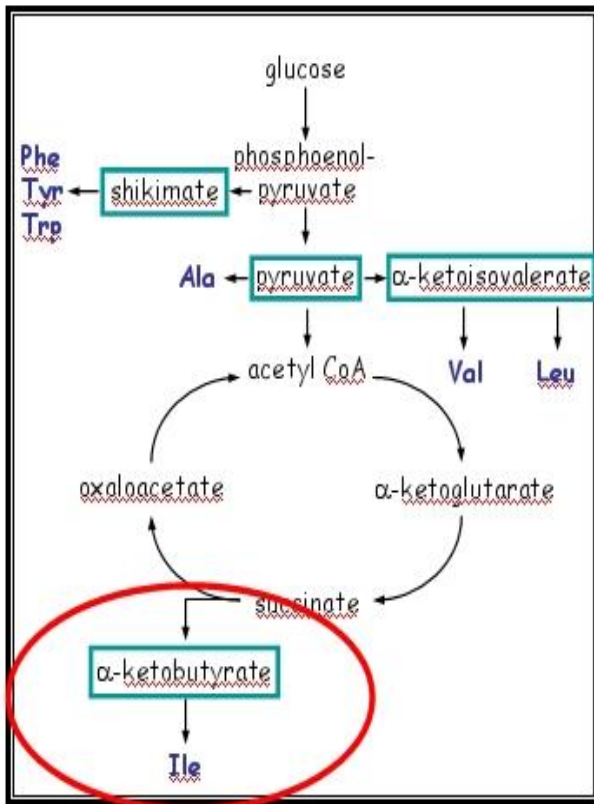 glucose
phosphoenol-
pyruvate
shikimate
Phe
Tyr
Trp
pyruvate
Ala
α-ketoisovalerate
Val
Leu
acetyl CoA
oxaloacetate
α-ketoglutarate
succinate
α-ketobutyrate
Ile